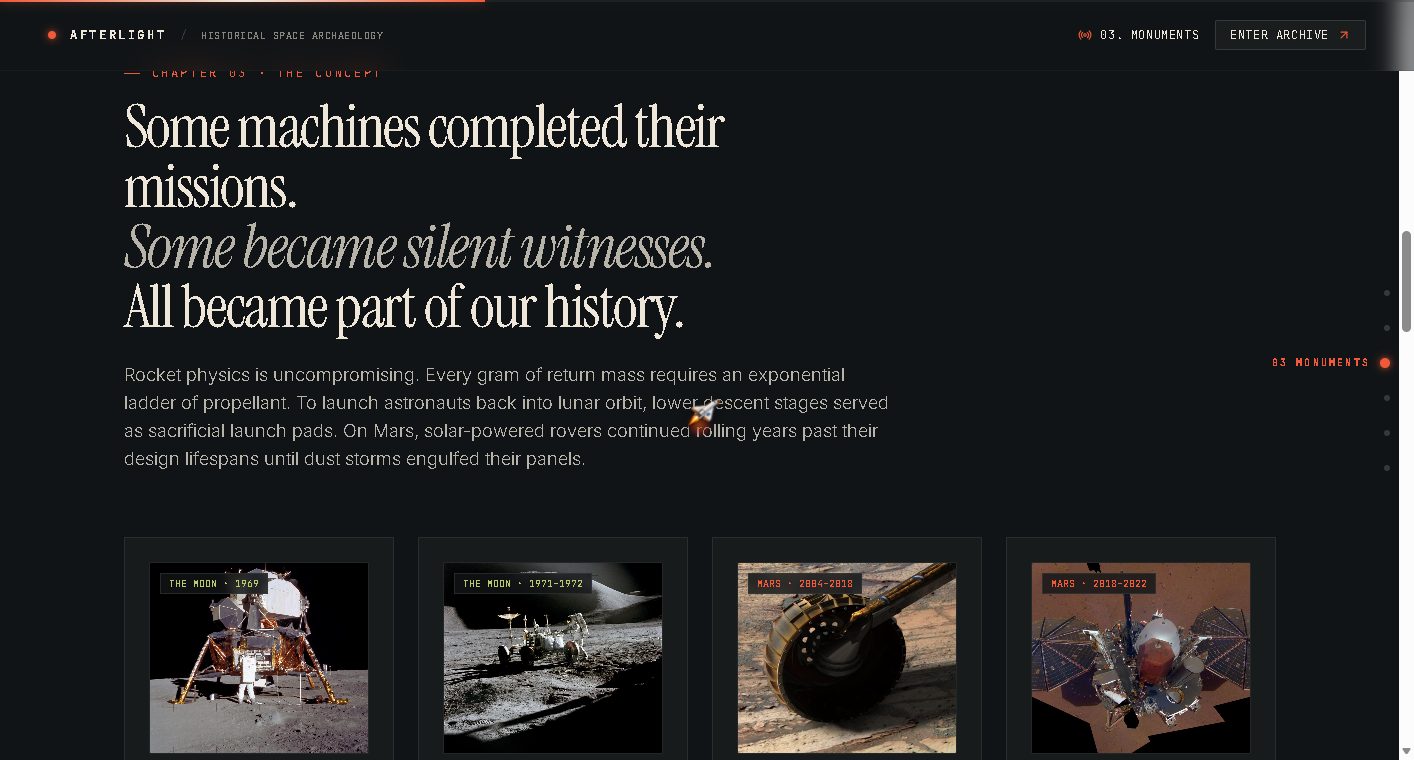 AFTERLIGHT / HISTORICAL SPACE ARCHAEOLOGY
03. MONUMENTS
ENTER ARCHIVE
CHAPTER 03 · THE CONCEPT
Some machines completed their
missions.
Some became silent witnesses.
All became part of our history.
Rocket physics is uncompromising. Every gram of return mass requires an exponential
ladder of propellant. To launch astronauts back into lunar orbit, lower descent stages served
as sacrificial launch pads. On Mars, solar-powered rovers continued rolling years past their
design lifespans until dust storms engulfed their panels.
03 MONUMENTS
THE MOON · 1969
THE MOON · 1971–1972
MARS · 2004–2018
MARS · 2018–2022